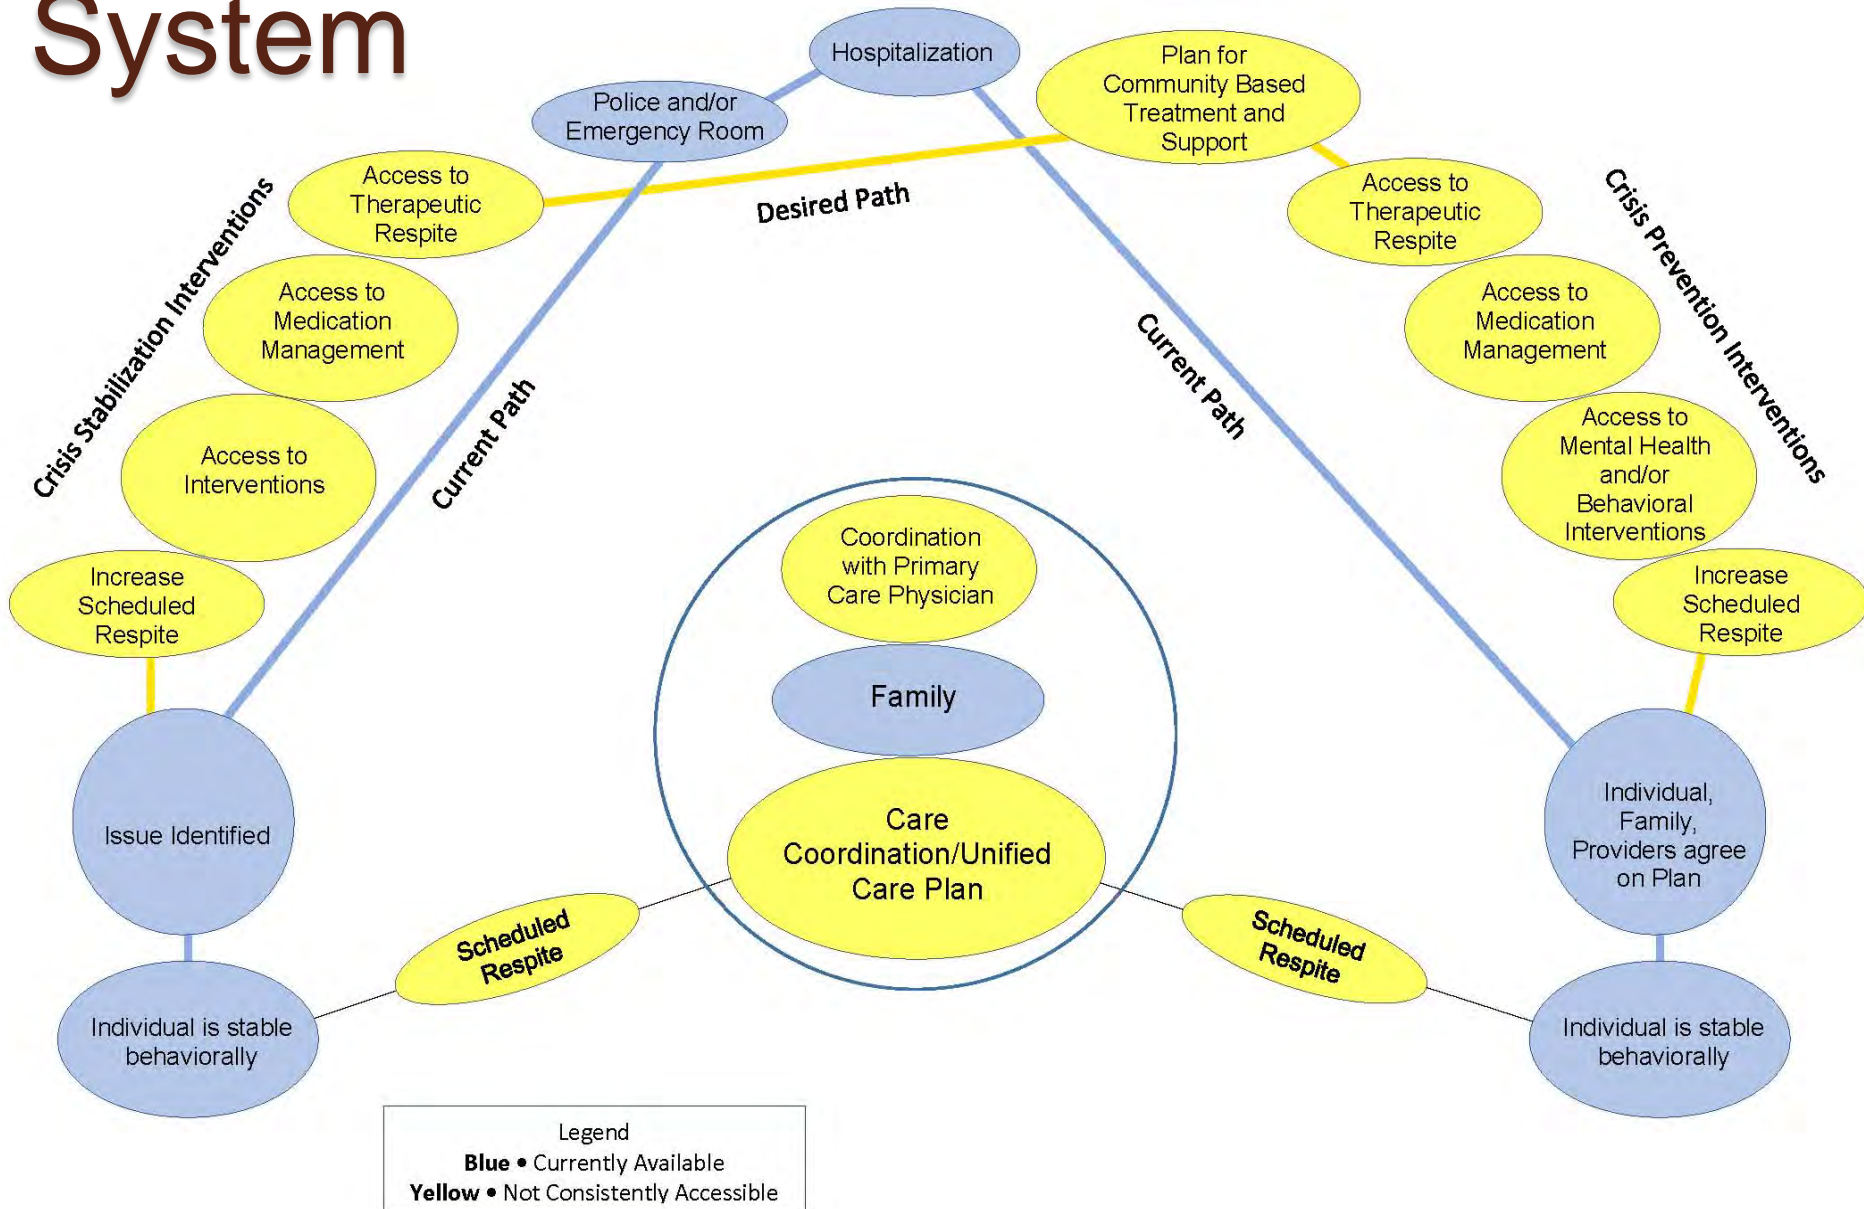 System
Hospitalization
Police and/or
Emergency Room
Plan for
Community Based
Treatment and
Support
Access to
Therapeutic
Respite
Desired Path
Access to
Therapeutic
Respite
Crisis Stabilization Interventions
Crisis Prevention Interventions
Access to
Medication
Management
Current Path
Current Path
Access to
Medication
Management
Access to
Interventions
Access to
Mental Health
and/or
Behavioral
Interventions
Increase
Scheduled
Respite
Coordination
with Primary
Care Physician
Increase
Scheduled
Respite
Family
Issue Identified
Care
Coordination/Unified
Care Plan
Individual,
Family,
Providers agree
on Plan
Scheduled
Respite
Scheduled
Respite
Individual is stable
behaviorally
Individual is stable
behaviorally
Legend
Blue • Currently Available
Yellow • Not Consistently Accessible